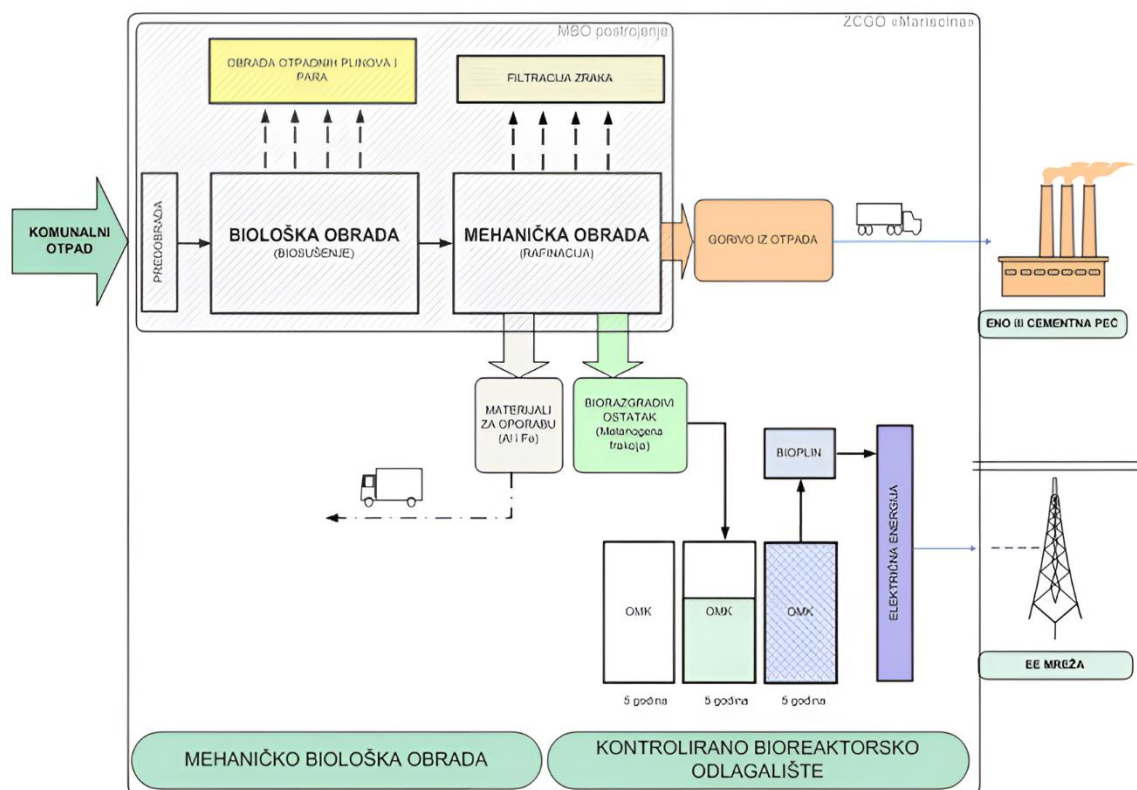 ŽCGO «Marišćina»
MBO postrojenje
OBRADA OTPADNIH PLINOVA I
PARA
FILTRACIJA ZRAKA
KOMUNALNI
OTPAD
PREDOBRADA
BIOLOŠKA OBRADA
(BIOSUŠENJE)
MEHANIČKA OBRADA
(RAFINACIJA)
GORIVO IZ OTPADA
ENO ili CEMENTNA PEĆ
MATERIJALI
ZA OPORABU
(Al i Fe)
BIORAZGRADIVI
OSTATAK
(Metanogena
frakcija)
BIOPLIN
ELEKTRIČNA ENERGIJA
OMK
OMK
OMK
5 godina
5 godina
5 godina
EE MREŽA
MEHANIČKO BIOLOŠKA OBRADA
KONTROLIRANO BIOREAKTORSKO
ODLAGALIŠTE